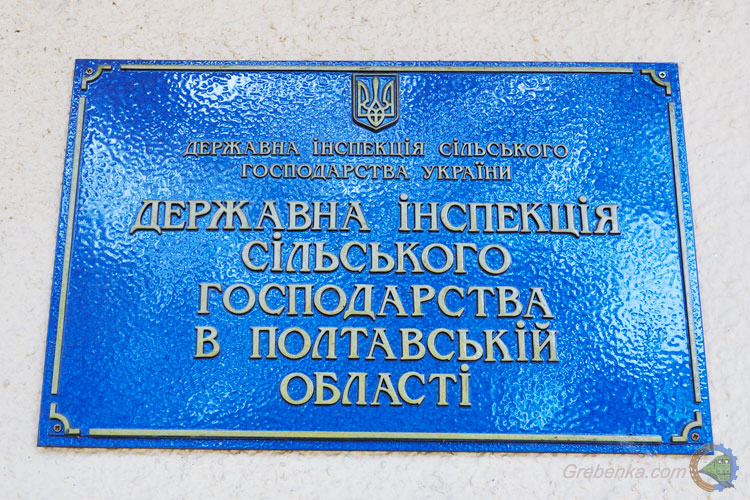 ДЕРЖАВНА ІНСПЕКЦІЯ СІЛЬСЬКОГО
ГОСПОДАРСТВА УКРАЇНИ
ДЕРЖАВНА ІНСПЕКЦІЯ
СІЛЬСЬКОГО
ГОСПОДАРСТВА
В ПОЛТАВСЬКІЙ
ОБЛАСТІ
Grebenka.com